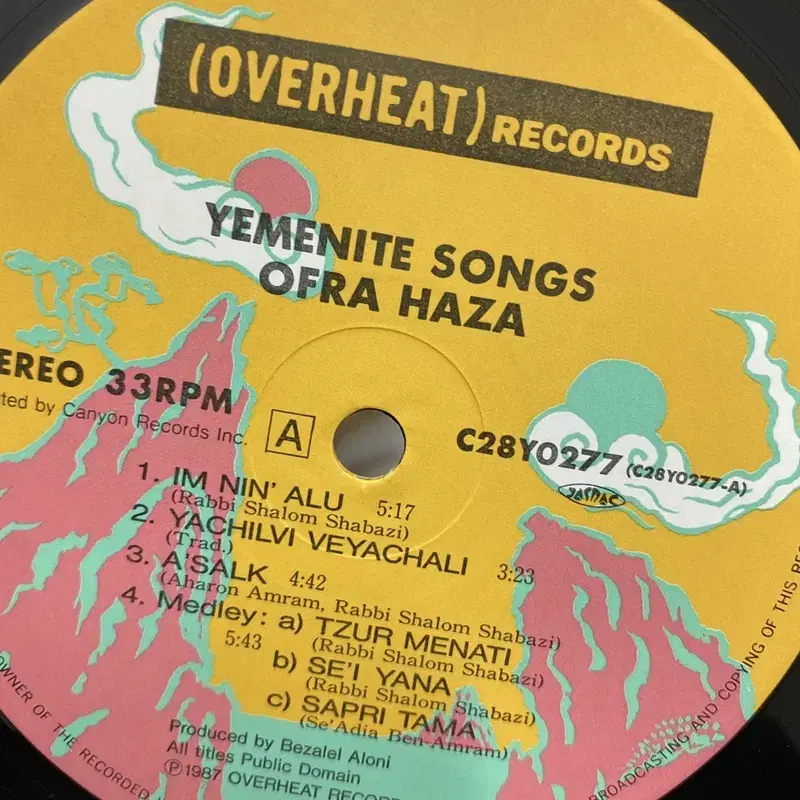 (OVERHEAT) RECORDS
YEMENITE SONGS
OFRA HAZA
EREO 33RPM
ted by Canyon Records Inc.
A
C28Y0277 (C28Y0277-A)
JASRAC
1. IM NIN' ALU 5:17
(Rabbi Shalom Shabazi)
2. YACHILVI VEYACHALI 3:23
(Trad.)
3. A'SALK 4:42
(Aharon Amram, Rabbi Shalom Shabazi)
4. Medley: a) TZUR MENATI
5:43 (Rabbi Shalom Shabazi)
b) SE'I YANA
(Rabbi Shalom Shabazi)
c) SAPRI TAMA
(Se'Adia Ben-Amram)
Produced by Bezalel Aloni
All titles Public Domain
℗1987 OVERHEAT RECOR
OWNER OF THE RECORDED
BROADCASTING AND COPYING OF THIS REC